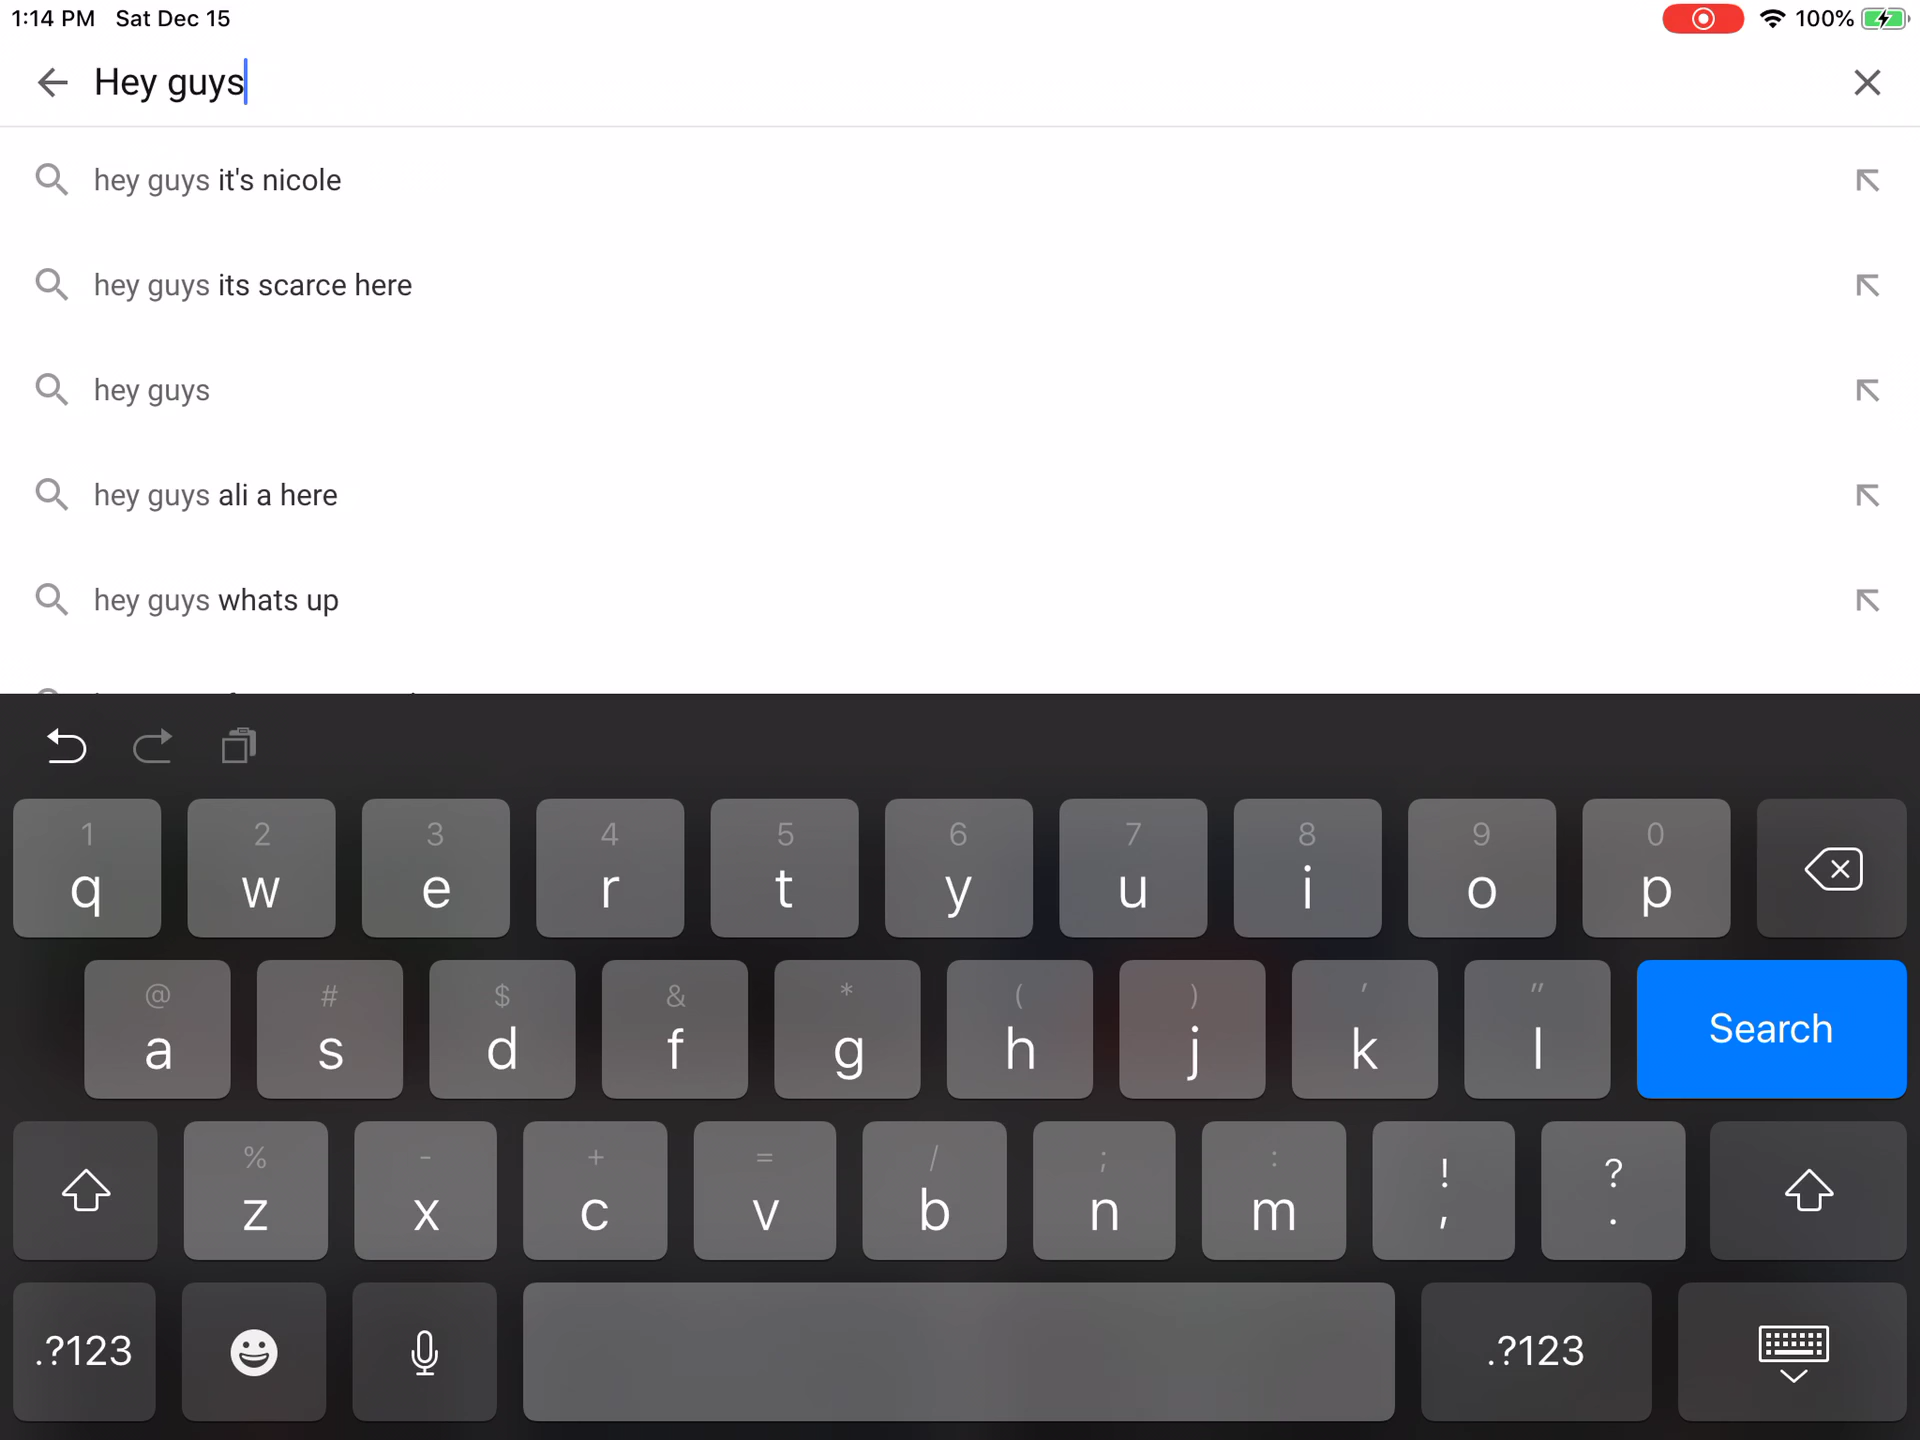 1:14 PM Sat Dec 15 100%
Hey guys
hey guys it's nicole
hey guys its scarce here
hey guys
hey guys ali a here
hey guys whats up
1 2 3 4 5 6 7 8 9 0
q w e r t y u i o p
@ # $ & * ( ) ' "
a s d f g h j k l Search
% - + = / ; : ! ?
z x c v b n m , .
.?123 .?123